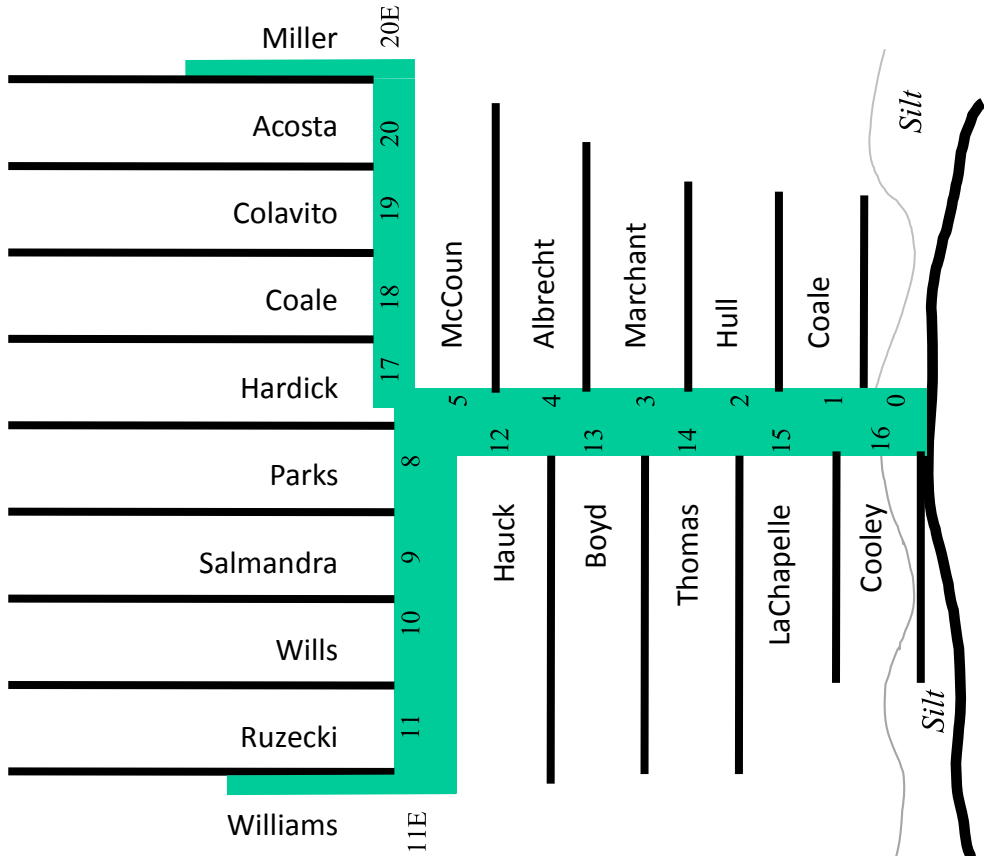 Miller
20E
Acosta
20
Colavito
19
Coale
18
Hardick
17
McCoun
Albrecht
Marchant
Hull
Coale
Silt
5
4
3
2
1
0
12
13
14
15
16
Parks
8
Salmandra
9
Wills
10
Ruzecki
11
Williams
11E
Hauck
Boyd
Thomas
LaChapelle
Cooley
Silt